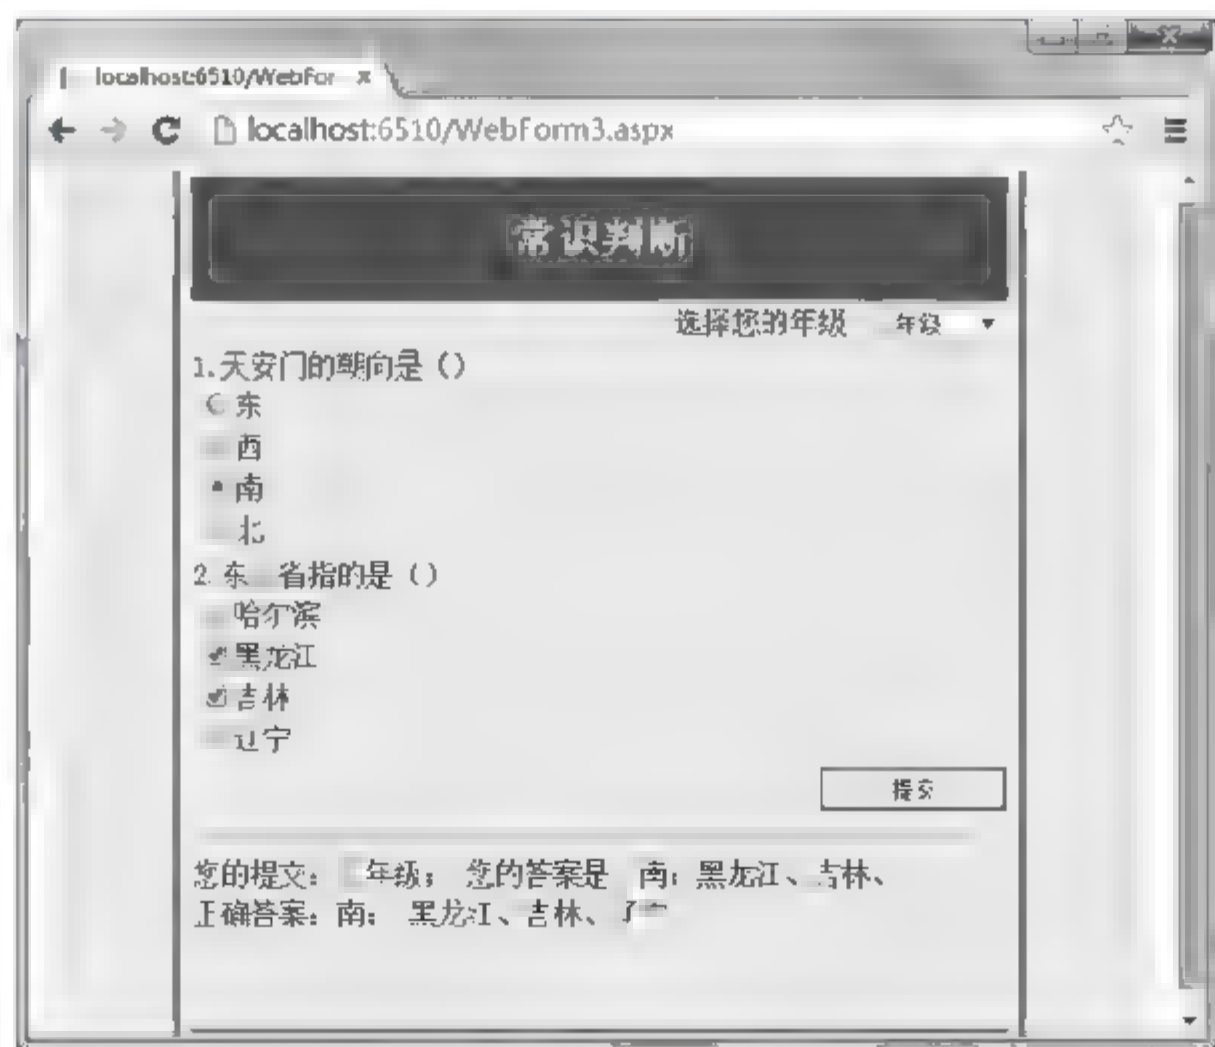 localhost:6510/WebFor
localhost:6510/WebForm3.aspx
常识判断
选择您的年级 年级
1.天安门的朝向是（）
东
西
南
北
2.东 省指的是（）
哈尔滨
黑龙江
吉林
辽宁
提交
您的提交： 年级； 您的答案是 南；黑龙江、吉林、
正确答案：南； 黑龙江、吉林、